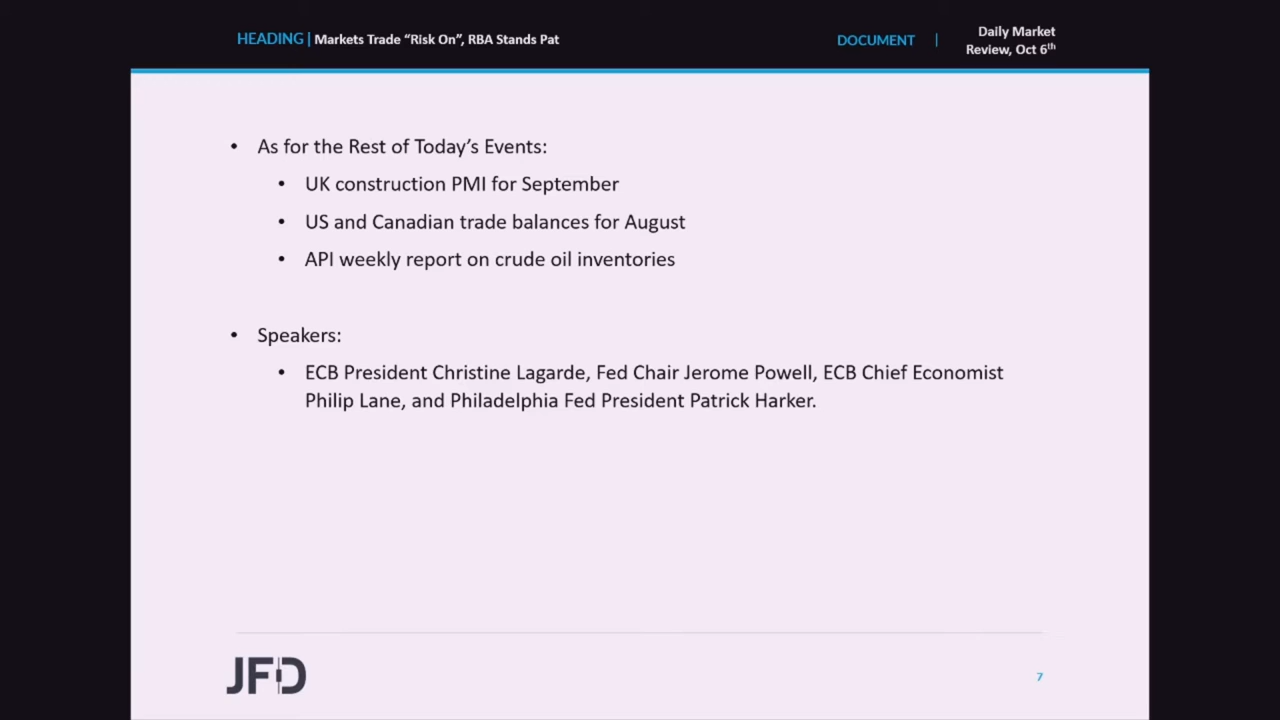 HEADING | Markets Trade “Risk On”, RBA Stands Pat
DOCUMENT | Daily Market
Review, Oct 6th
• As for the Rest of Today’s Events:
• UK construction PMI for September
• US and Canadian trade balances for August
• API weekly report on crude oil inventories
• Speakers:
• ECB President Christine Lagarde, Fed Chair Jerome Powell, ECB Chief Economist
Philip Lane, and Philadelphia Fed President Patrick Harker.
JFD
7